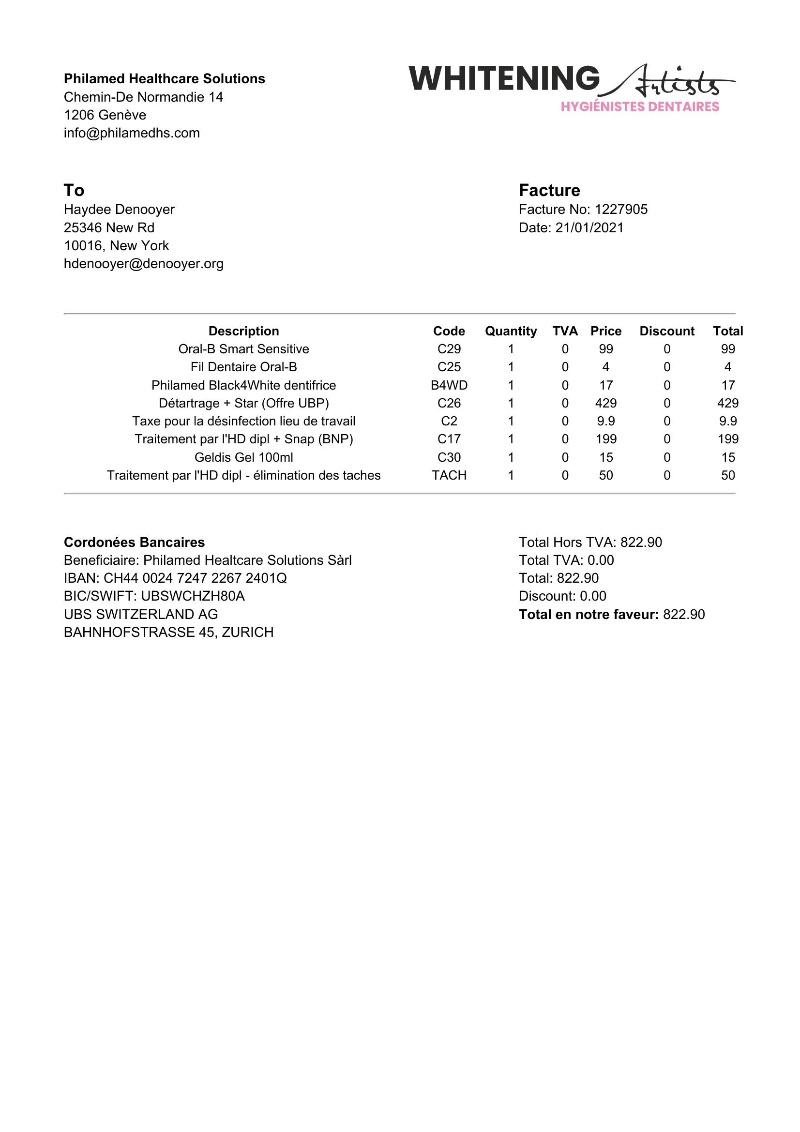 Philamed Healthcare Solutions
Chemin-De Normandie 14
1206 Genève
info@philamedhs.com
WHITENING Artists
HYGIÉNISTES DENTAIRES
To
Haydee Denooyer
25346 New Rd
10016, New York
hdenooyer@denooyer.org
Facture
Facture No: 1227905
Date: 21/01/2021
Description Code Quantity TVA Price Discount Total
Oral-B Smart Sensitive C29 1 0 99 0 99
Fil Dentaire Oral-B C25 1 0 4 0 4
Philamed Black4White dentifrice B4WD 1 0 17 0 17
Détartrage + Star (Offre UBP) C26 1 0 429 0 429
Taxe pour la désinfection lieu de travail C2 1 0 9.9 0 9.9
Traitement par l'HD dipl + Snap (BNP) C17 1 0 199 0 199
Geldis Gel 100ml C30 1 0 15 0 15
Traitement par l'HD dipl - élimination des taches TACH 1 0 50 0 50
Cordonées Bancaires
Beneficiaire: Philamed Healtcare Solutions Sàrl
IBAN: CH44 0024 7247 2267 2401Q
BIC/SWIFT: UBSWCHZH80A
UBS SWITZERLAND AG
BAHNHOFSTRASSE 45, ZURICH
Total Hors TVA: 822.90
Total TVA: 0.00
Total: 822.90
Discount: 0.00
Total en notre faveur: 822.90